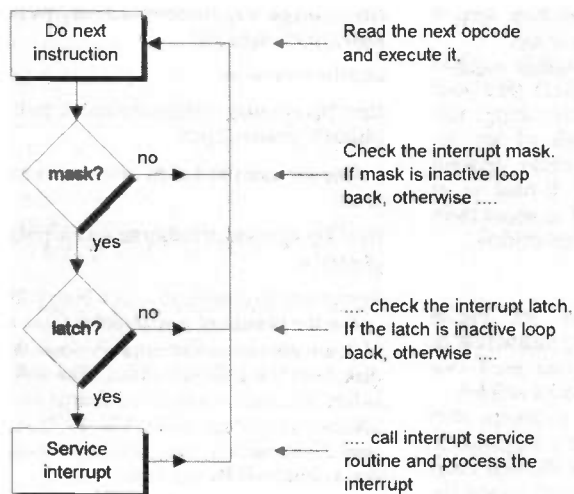 Do next
instruction
Read the next opcode
and execute it.
mask?
no
yes
Check the interrupt mask.
If mask is inactive loop
back, otherwise ....
latch?
no
yes
.... check the interrupt latch.
If the latch is inactive loop
back, otherwise ....
Service
interrupt
.... call interrupt service
routine and process the
interrupt